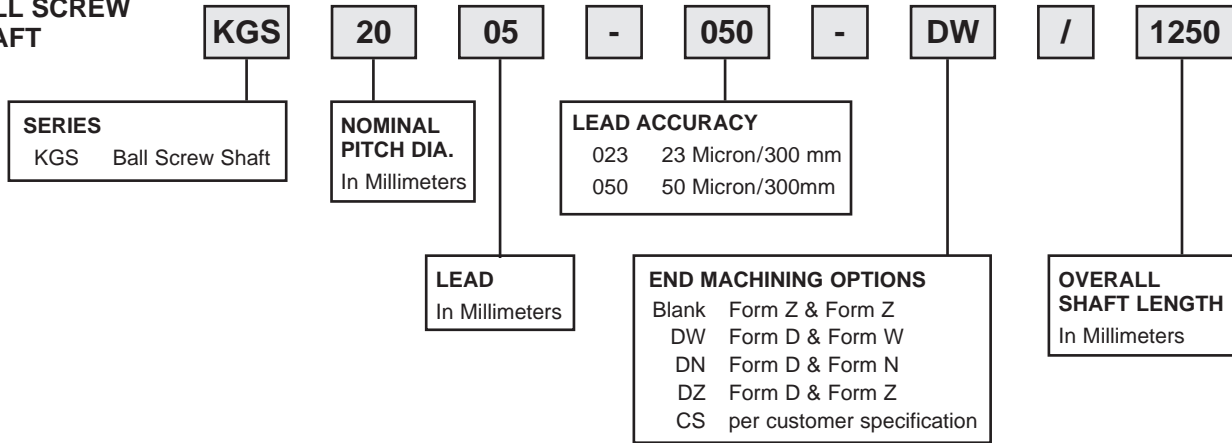 KGS 20 05 - 050 - DW / 1250
SERIES
KGS Ball Screw Shaft
NOMINAL
PITCH DIA.
In Millimeters
LEAD ACCURACY
023 23 Micron/300 mm
050 50 Micron/300mm
LEAD
In Millimeters
END MACHINING OPTIONS
Blank Form Z & Form Z
DW Form D & Form W
DN Form D & Form N
DZ Form D & Form Z
CS per customer specification
OVERALL
SHAFT LENGTH
In Millimeters